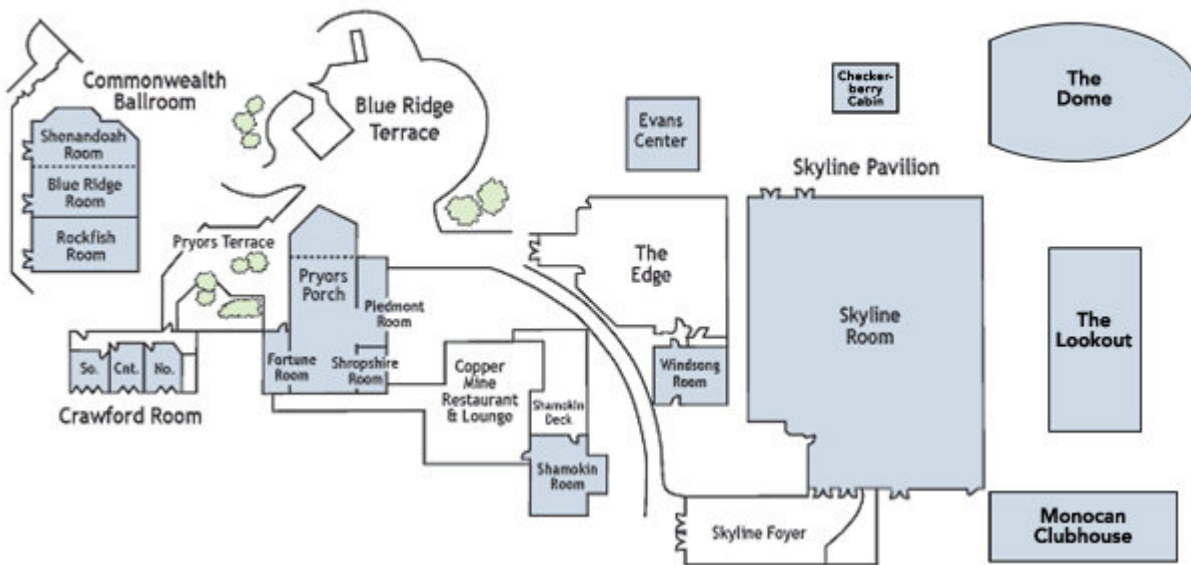 Commonwealth
Ballroom
Shenandoah
Room
Blue Ridge
Room
Rockfish
Room
Blue Ridge
Terrace
Pryors Terrace
Pryors
Porch
Piedmont
Room
Fortune
Room
Shropshire
Room
So.
Cnt.
No.
Crawford Room
Copper
Mine
Restaurant
& Lounge
Shamokin
Deck
Shamokin
Room
Evans
Center
The
Edge
Windsong
Room
Checker-
berry
Cabin
Skyline Pavilion
Skyline
Room
Skyline Foyer
The
Dome
The
Lookout
Monocan
Clubhouse